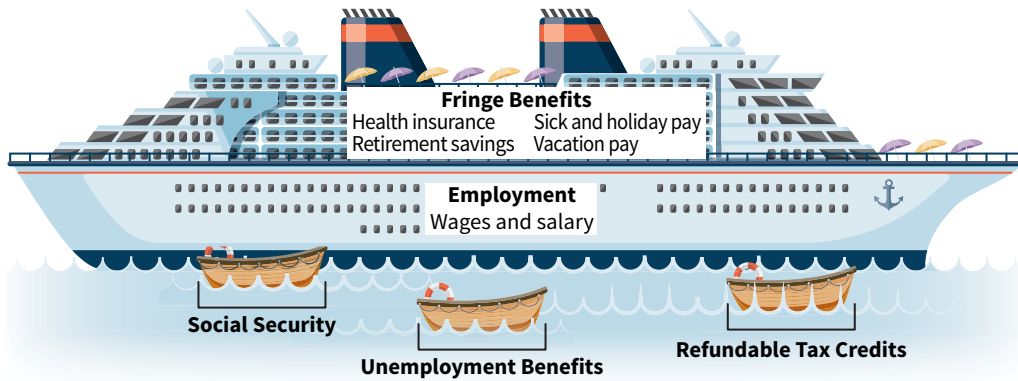 Fringe Benefits
Health insurance Sick and holiday pay
Retirement savings Vacation pay
Employment
Wages and salary
Social Security
Unemployment Benefits
Refundable Tax Credits